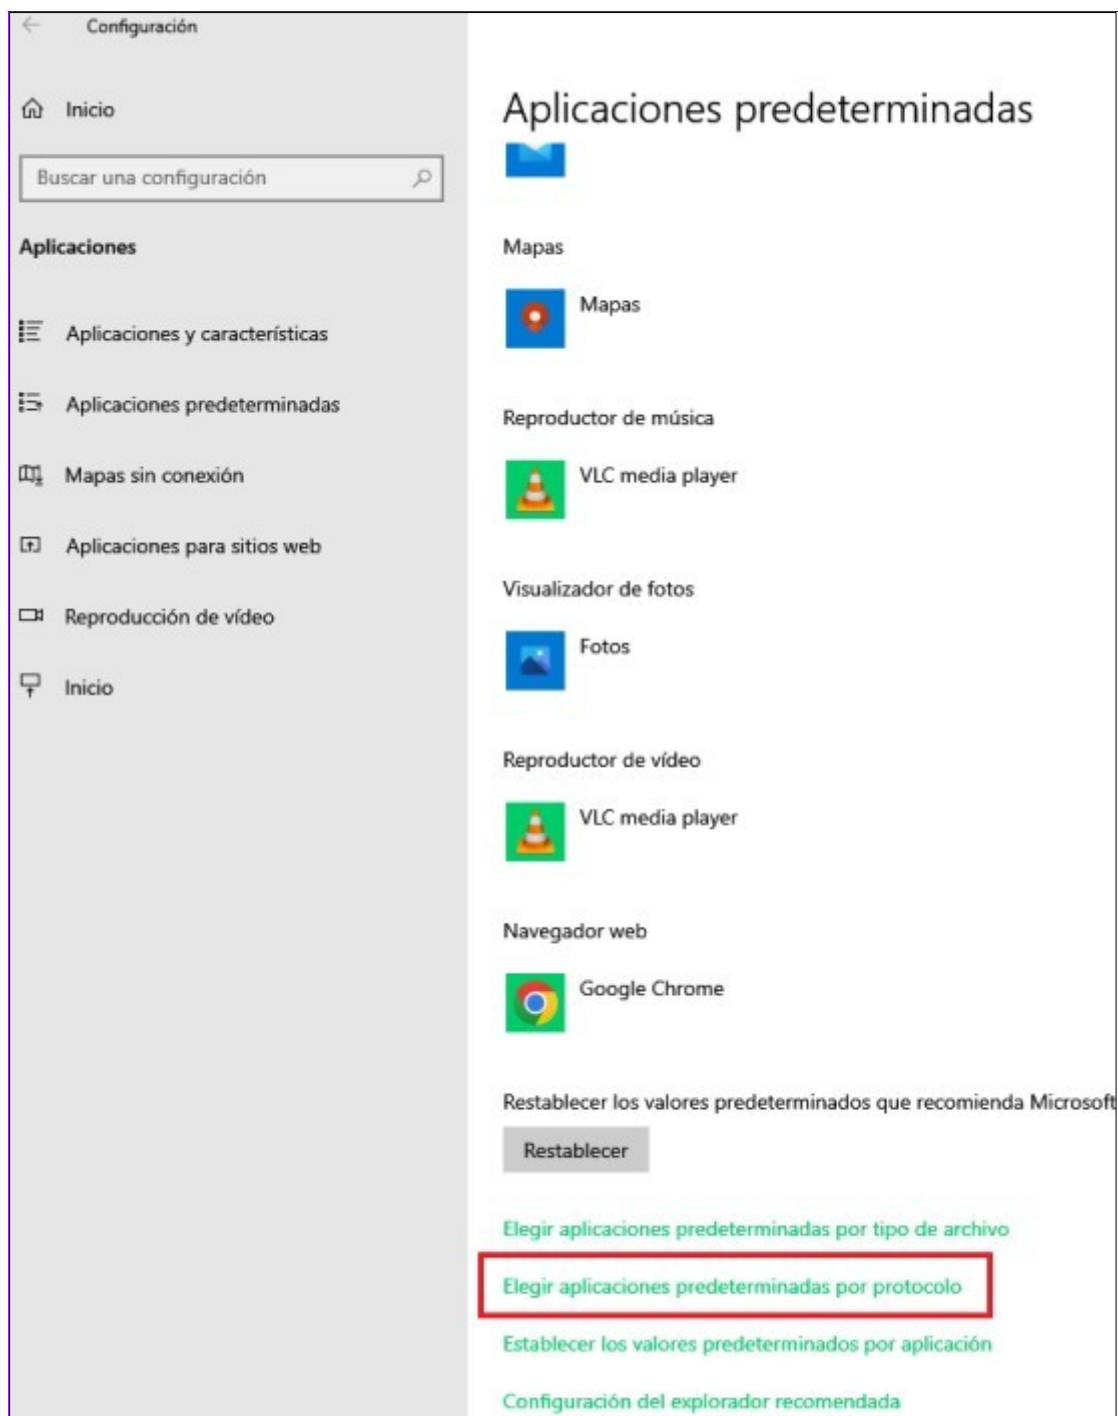 Configuración
Inicio
Buscar una configuración
Aplicaciones
Aplicaciones y características
Aplicaciones predeterminadas
Mapas sin conexión
Aplicaciones para sitios web
Reproducción de vídeo
Inicio
Aplicaciones predeterminadas
Mapas
Mapas
Reproductor de música
VLC media player
Visualizador de fotos
Fotos
Reproductor de vídeo
VLC media player
Navegador web
Google Chrome
Restablecer los valores predeterminados que recomienda Microsoft
Restablecer
Elegir aplicaciones predeterminadas por tipo de archivo
Elegir aplicaciones predeterminadas por protocolo
Establecer los valores predeterminados por aplicación
Configuración del explorador recomendada